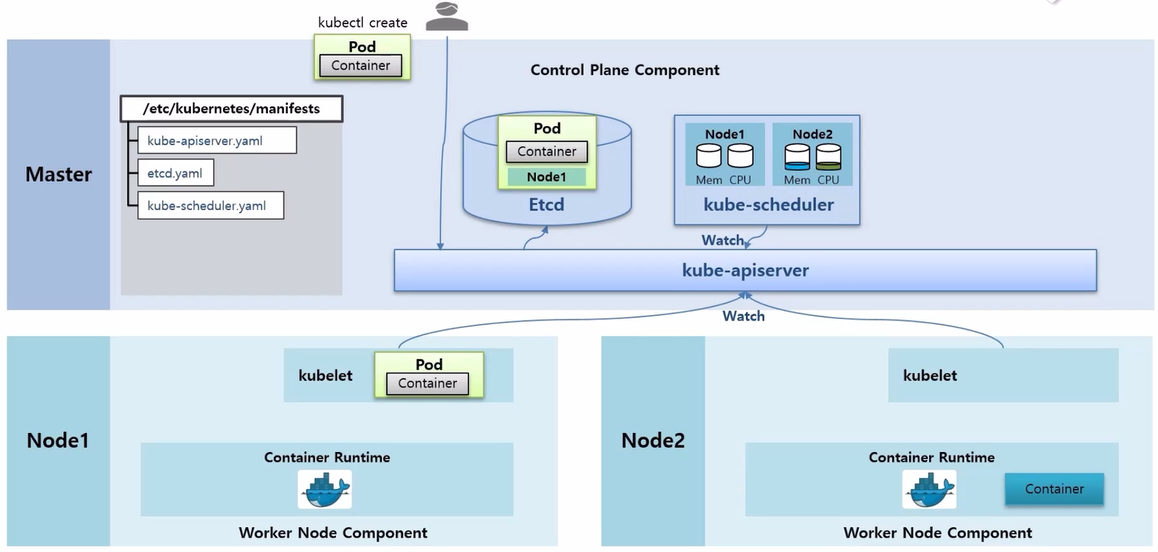 kubectl create
Pod
Container
Control Plane Component
Master
/etc/kubernetes/manifests
kube-apiserver.yaml
etcd.yaml
kube-scheduler.yaml
Pod
Container
Node1
Etcd
Node1
Mem CPU
Node2
Mem CPU
kube-scheduler
Watch
kube-apiserver
Watch
Node1
kubelet
Pod
Container
Container Runtime
Worker Node Component
Node2
kubelet
Container Runtime
Container
Worker Node Component